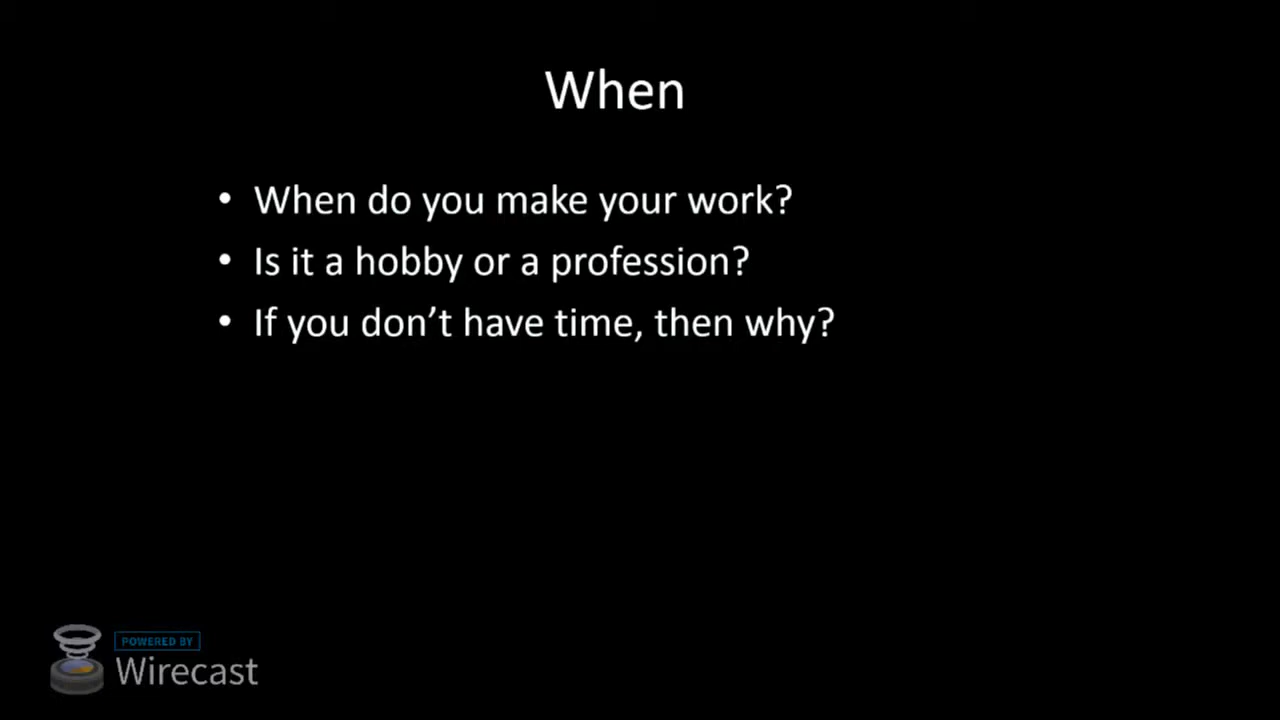 When
• When do you make your work?
• Is it a hobby or a profession?
• If you don’t have time, then why?
POWERED BY
Wirecast